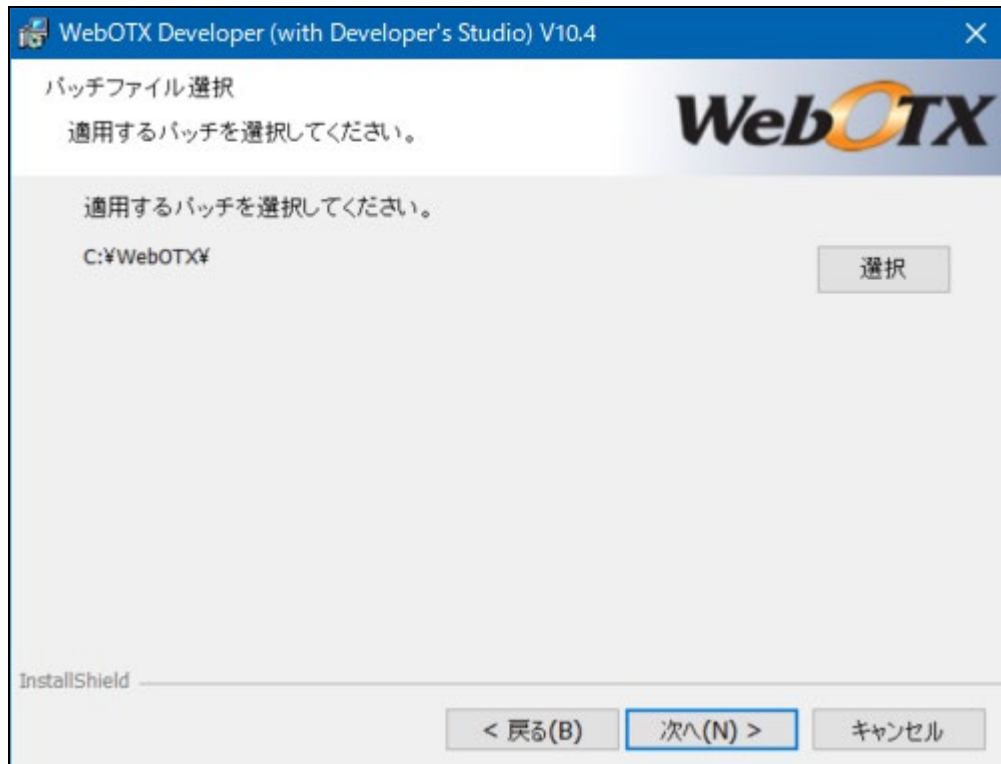 WebOTX Developer (with Developer's Studio) V10.4
パッチファイル選択
適用するパッチを選択してください。
WebOTX
適用するパッチを選択してください。
C:¥WebOTX¥
選択
InstallShield
< 戻る(B)
次へ(N) >
キャンセル